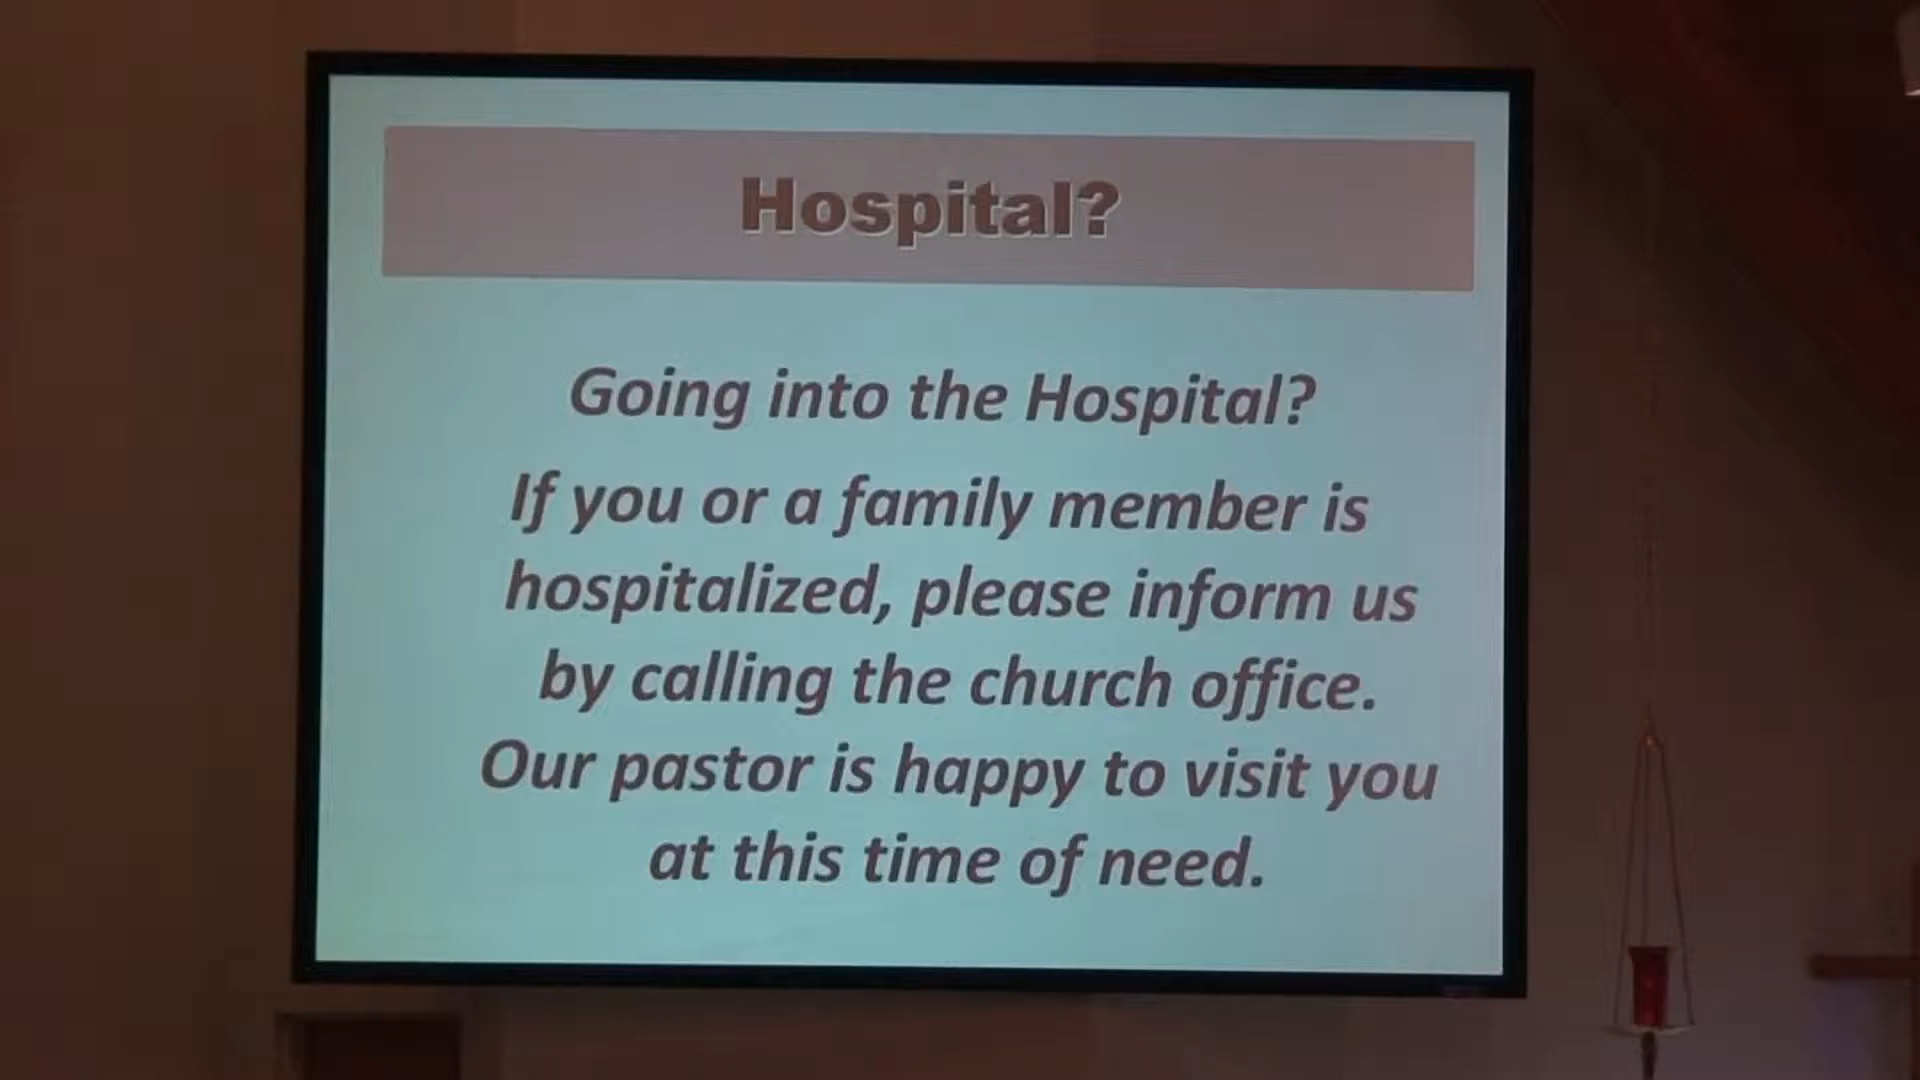 Hospital?
Going into the Hospital?
If you or a family member is
hospitalized, please inform us
by calling the church office.
Our pastor is happy to visit you
at this time of need.